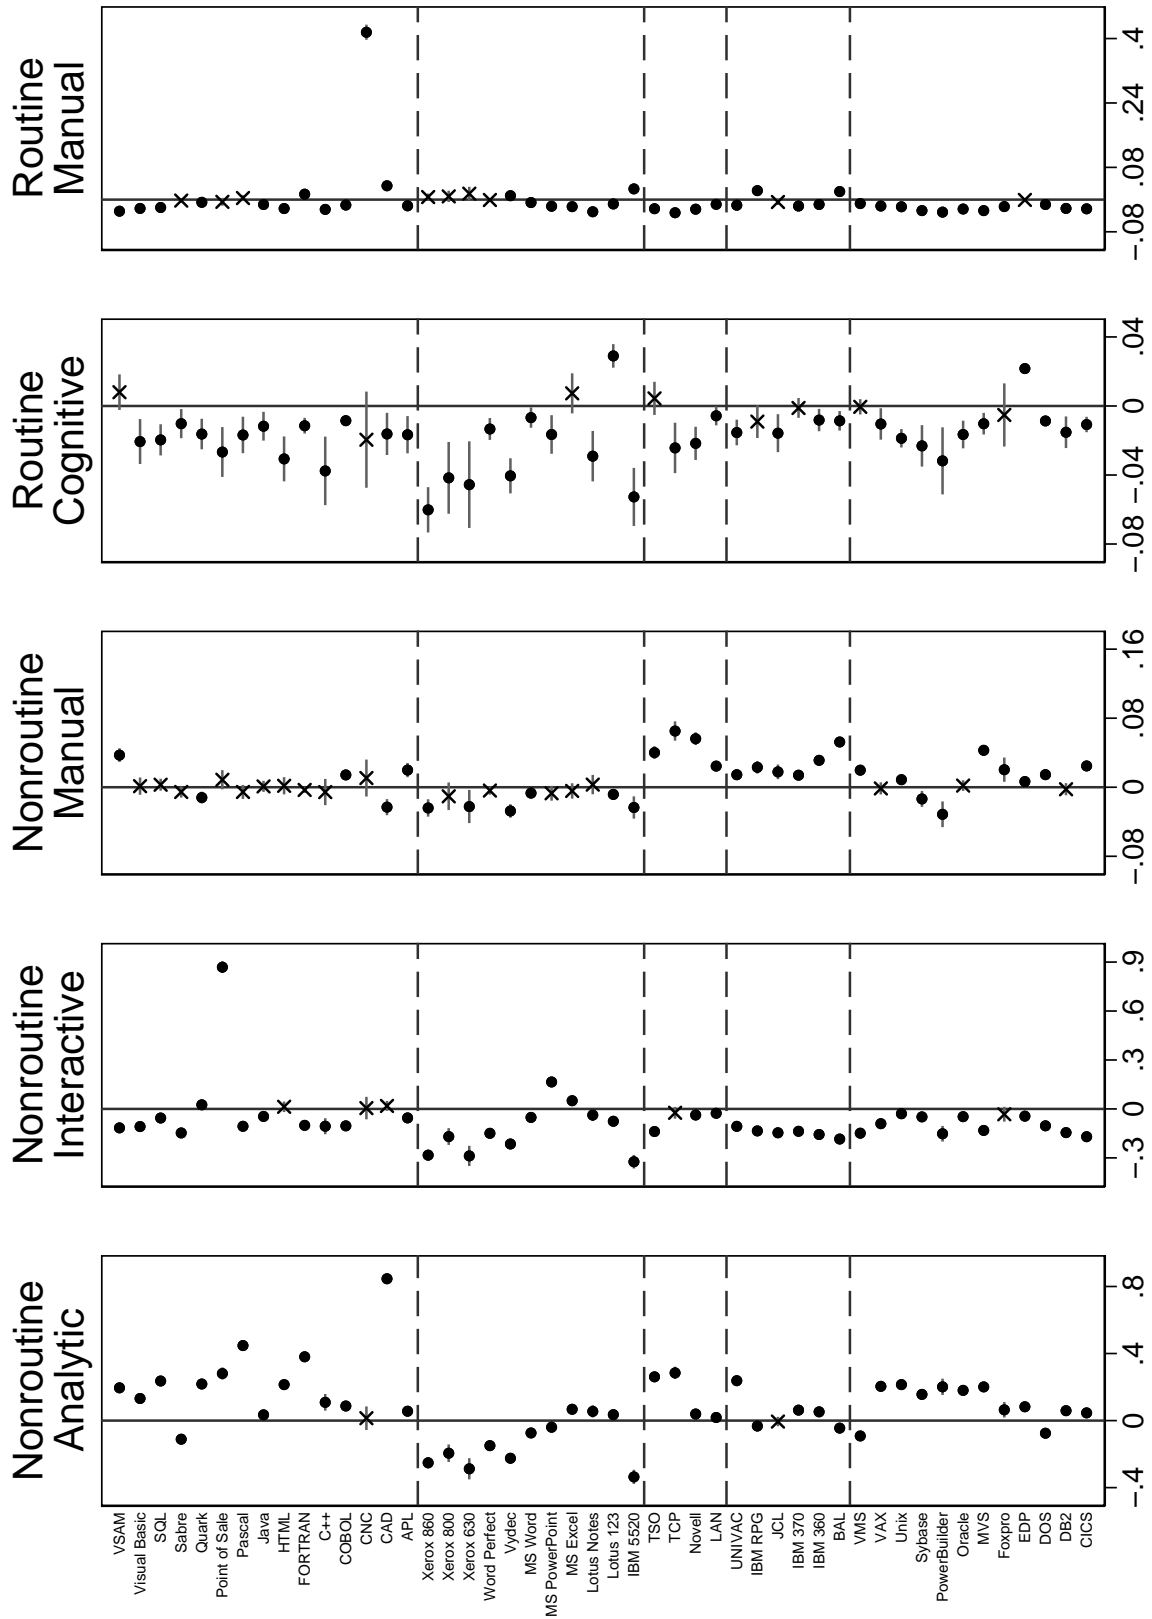 Nonroutine
Analytic
Nonroutine
Interactive
Nonroutine
Manual
Routine
Cognitive
Routine
Manual
VSAM
Visual Basic
SQL
Sabre
Quark
Point of Sale
Pascal
Java
HTML
FORTRAN
C++
COBOL
CNC
CAD
APL
Xerox 860
Xerox 800
Xerox 630
Word Perfect
Vydec
MS Word
MS PowerPoint
MS Excel
Lotus Notes
Lotus 123
IBM 5520
TSO
TCP
Novell
LAN
UNIVAC
IBM RPG
JCL
IBM 370
IBM 360
BAL
VMS
VAX
Unix
Sybase
PowerBuilder
Oracle
MVS
Foxpro
EDP
DOS
DB2
CICS
−.4 0 .4 .8
−.3 0 .3 .6 .9
−.08 0 .08 .16
−.08 −.04 0 .04
−.08 .08 .24 .4